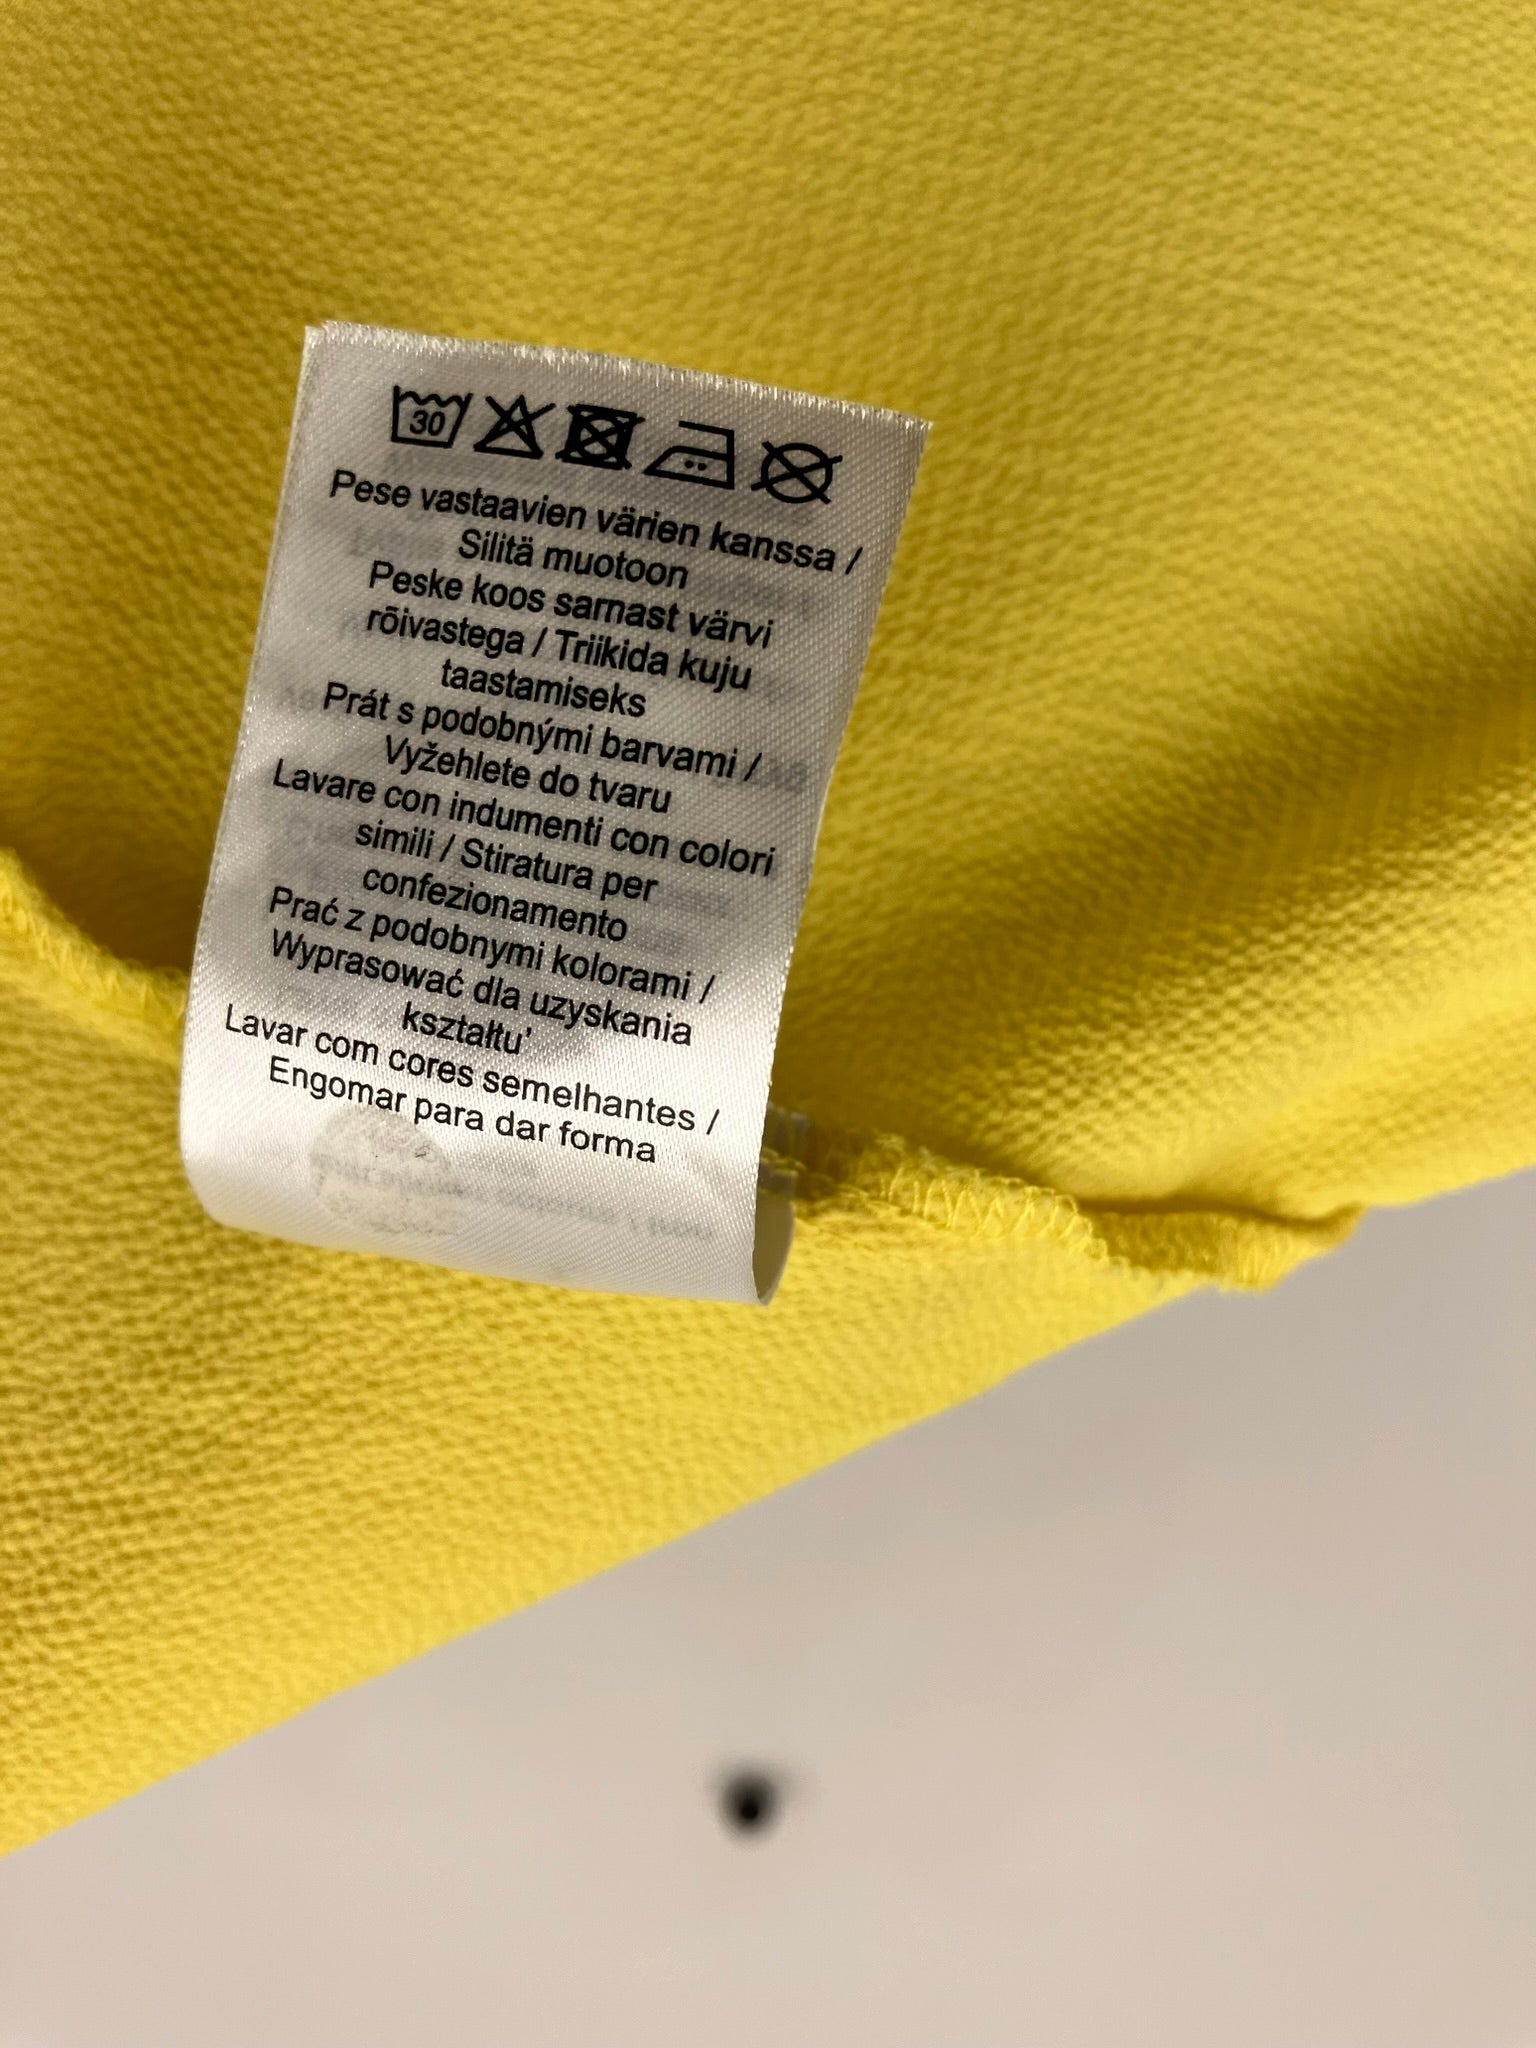 30
Pese vastaavien värien kanssa /
Silitä muotoon
Peske koos sarnast värvi
rõivastega / Triikida kuju
taastamiseks
Prát s podobnými barvami /
Vyžehlete do tvaru
Lavare con indumenti con colori
simili / Stiratura per
confezionamento
Prać z podobnymi kolorami /
Wyprasować dla uzyskania
kształtu'
Lavar com cores semelhantes /
Engomar para dar forma